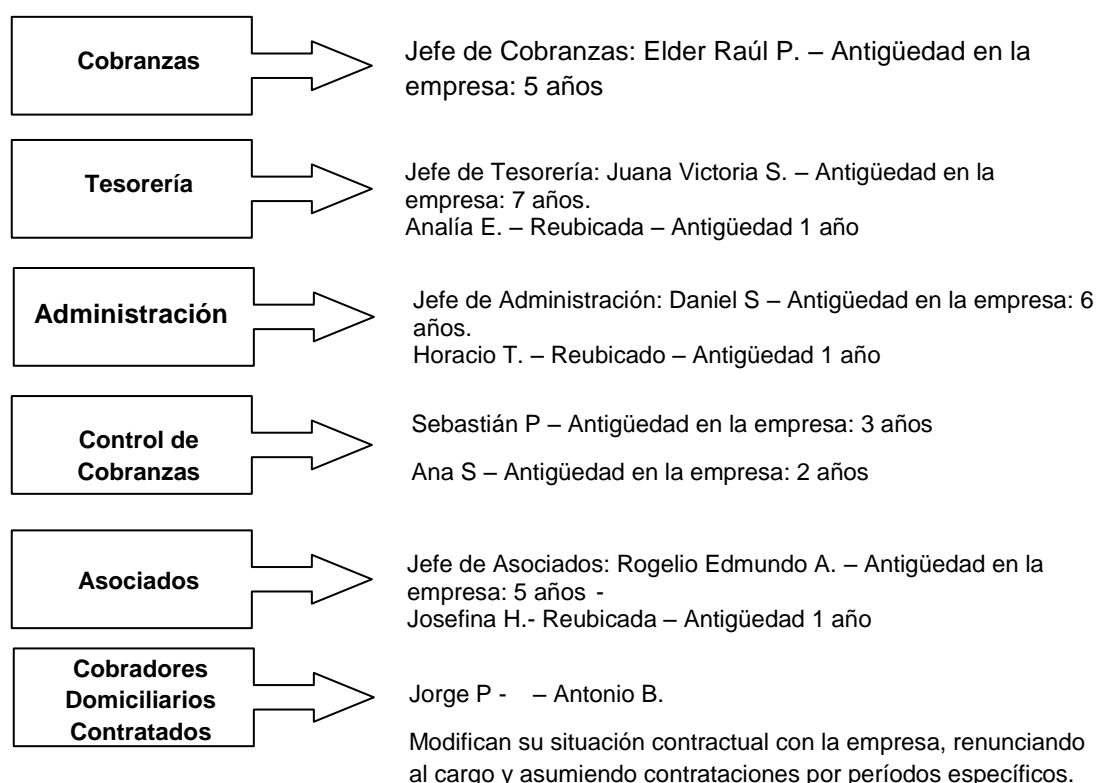 Cobranzas
Jefe de Cobranzas: Elder Raúl P. – Antigüedad en la
empresa: 5 años
Tesorería
Jefe de Tesorería: Juana Victoria S. – Antigüedad en la
empresa: 7 años.
Analía E. – Reubicada – Antigüedad 1 año
Administración
Jefe de Administración: Daniel S – Antigüedad en la empresa: 6
años.
Horacio T. – Reubicado – Antigüedad 1 año
Control de
Cobranzas
Sebastián P – Antigüedad en la empresa: 3 años
Ana S – Antigüedad en la empresa: 2 años
Asociados
Jefe de Asociados: Rogelio Edmundo A. – Antigüedad en la
empresa: 5 años -
Josefina H.- Reubicada – Antigüedad 1 año
Cobradores
Domiciliarios
Contratados
Jorge P - – Antonio B.
Modifican su situación contractual con la empresa, renunciando
al cargo y asumiendo contrataciones por períodos específicos.